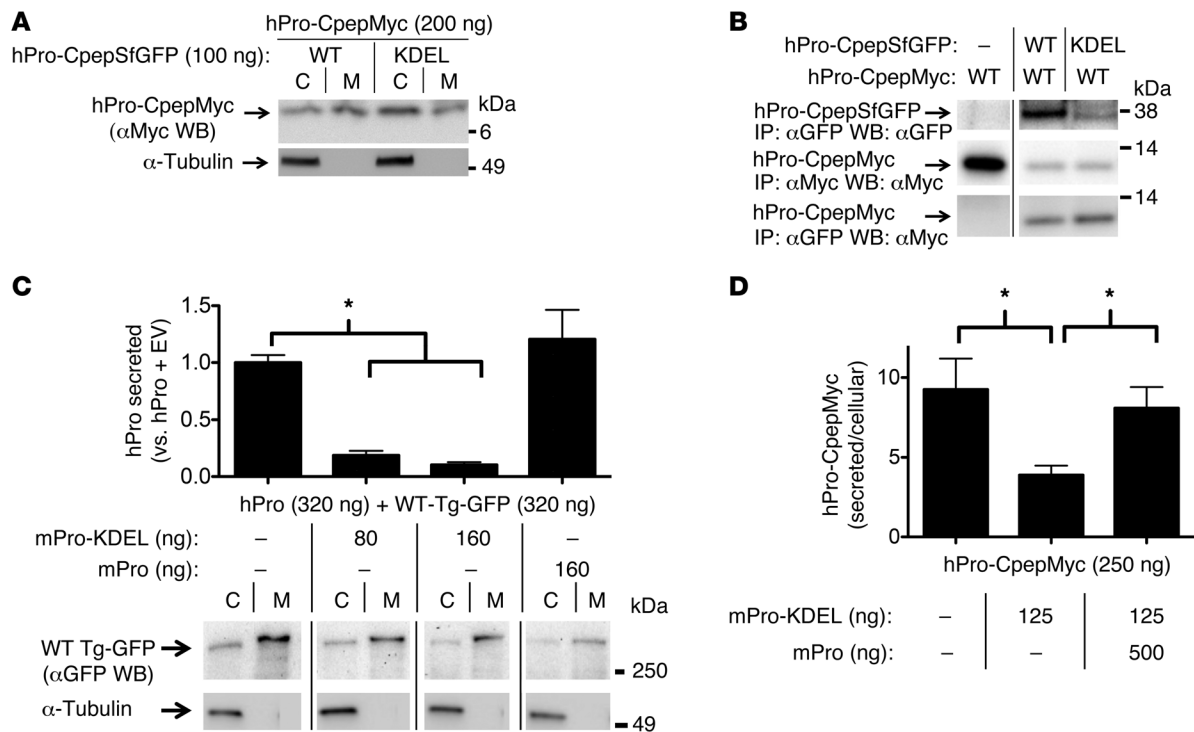 A
hPro-CpepMyc (200 ng)
hPro-CpepSfGFP (100 ng): WT KDEL
C M C M
hPro-CpepMyc
(αMyc WB)
kDa
6
α-Tubulin
49
B
hPro-CpepSfGFP: – WT KDEL
hPro-CpepMyc: WT WT WT
kDa
hPro-CpepSfGFP
IP: αGFP WB: αGFP
38
hPro-CpepMyc
IP: αMyc WB: αMyc
14
hPro-CpepMyc
IP: αGFP WB: αMyc
14
C
hPro secreted
(vs. hPro + EV)
1.5
1.0
0.5
0.0
*
hPro (320 ng) + WT-Tg-GFP (320 ng)
mPro-KDEL (ng): – 80 160 –
mPro (ng): – – – 160
C M C M C M C M
kDa
WT Tg-GFP
(αGFP WB)
250
α-Tubulin
49
D
hPro-CpepMyc
(secreted/cellular)
10
5
0
* *
hPro-CpepMyc (250 ng)
mPro-KDEL (ng): – 125 125
mPro (ng): – – 500